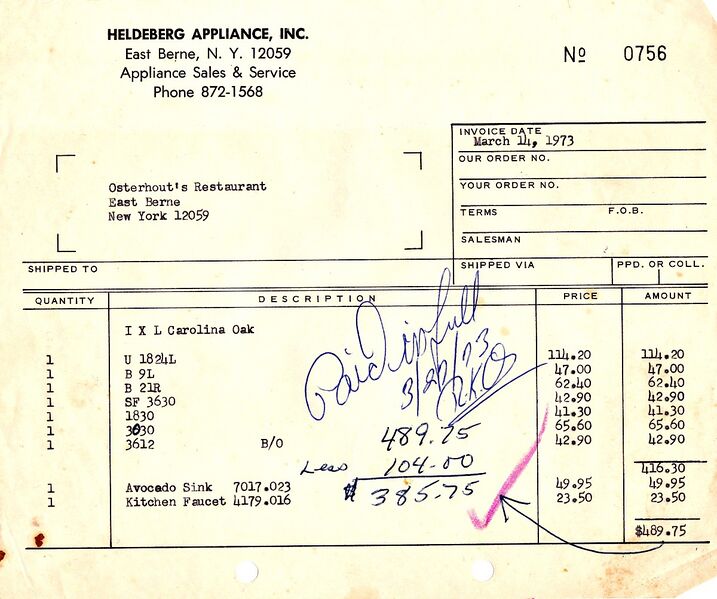 HELDEBERG APPLIANCE, INC.
East Berne, N. Y. 12059
Appliance Sales & Service
Phone 872-1568
Nº 0756
INVOICE DATE
March 14, 1973
OUR ORDER NO.
YOUR ORDER NO.
TERMS F.O.B.
SALESMAN
Osterhout's Restaurant
East Berne
New York 12059
SHIPPED TO SHIPPED VIA PPD. OR COLL.
QUANTITY DESCRIPTION PRICE AMOUNT
I X L Carolina Oak
1 U 1824L 114.20 114.20
1 B 9L 47.00 47.00
1 B 21R 62.40 62.40
1 SF 3630 42.90 42.90
1 1830 41.30 41.30
1 3030 65.60 65.60
1 3612 B/O 42.90 42.90
416.30
1 Avocado Sink 7017.023 49.95 49.95
1 Kitchen Faucet 4179.016 23.50 23.50
$489.75
Paid in full
R.K.O
489.75
Less 104.00
$ 385.75